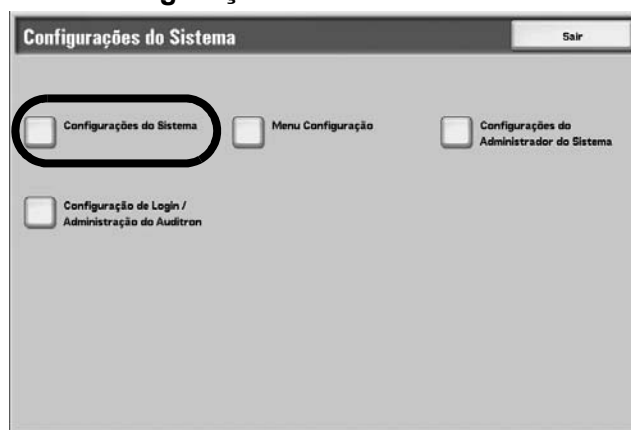 Configurações do Sistema
Sair
Configurações do Sistema
Menu Configuração
Configurações do
Administrador do Sistema
Configuração de Login /
Administração do Auditron